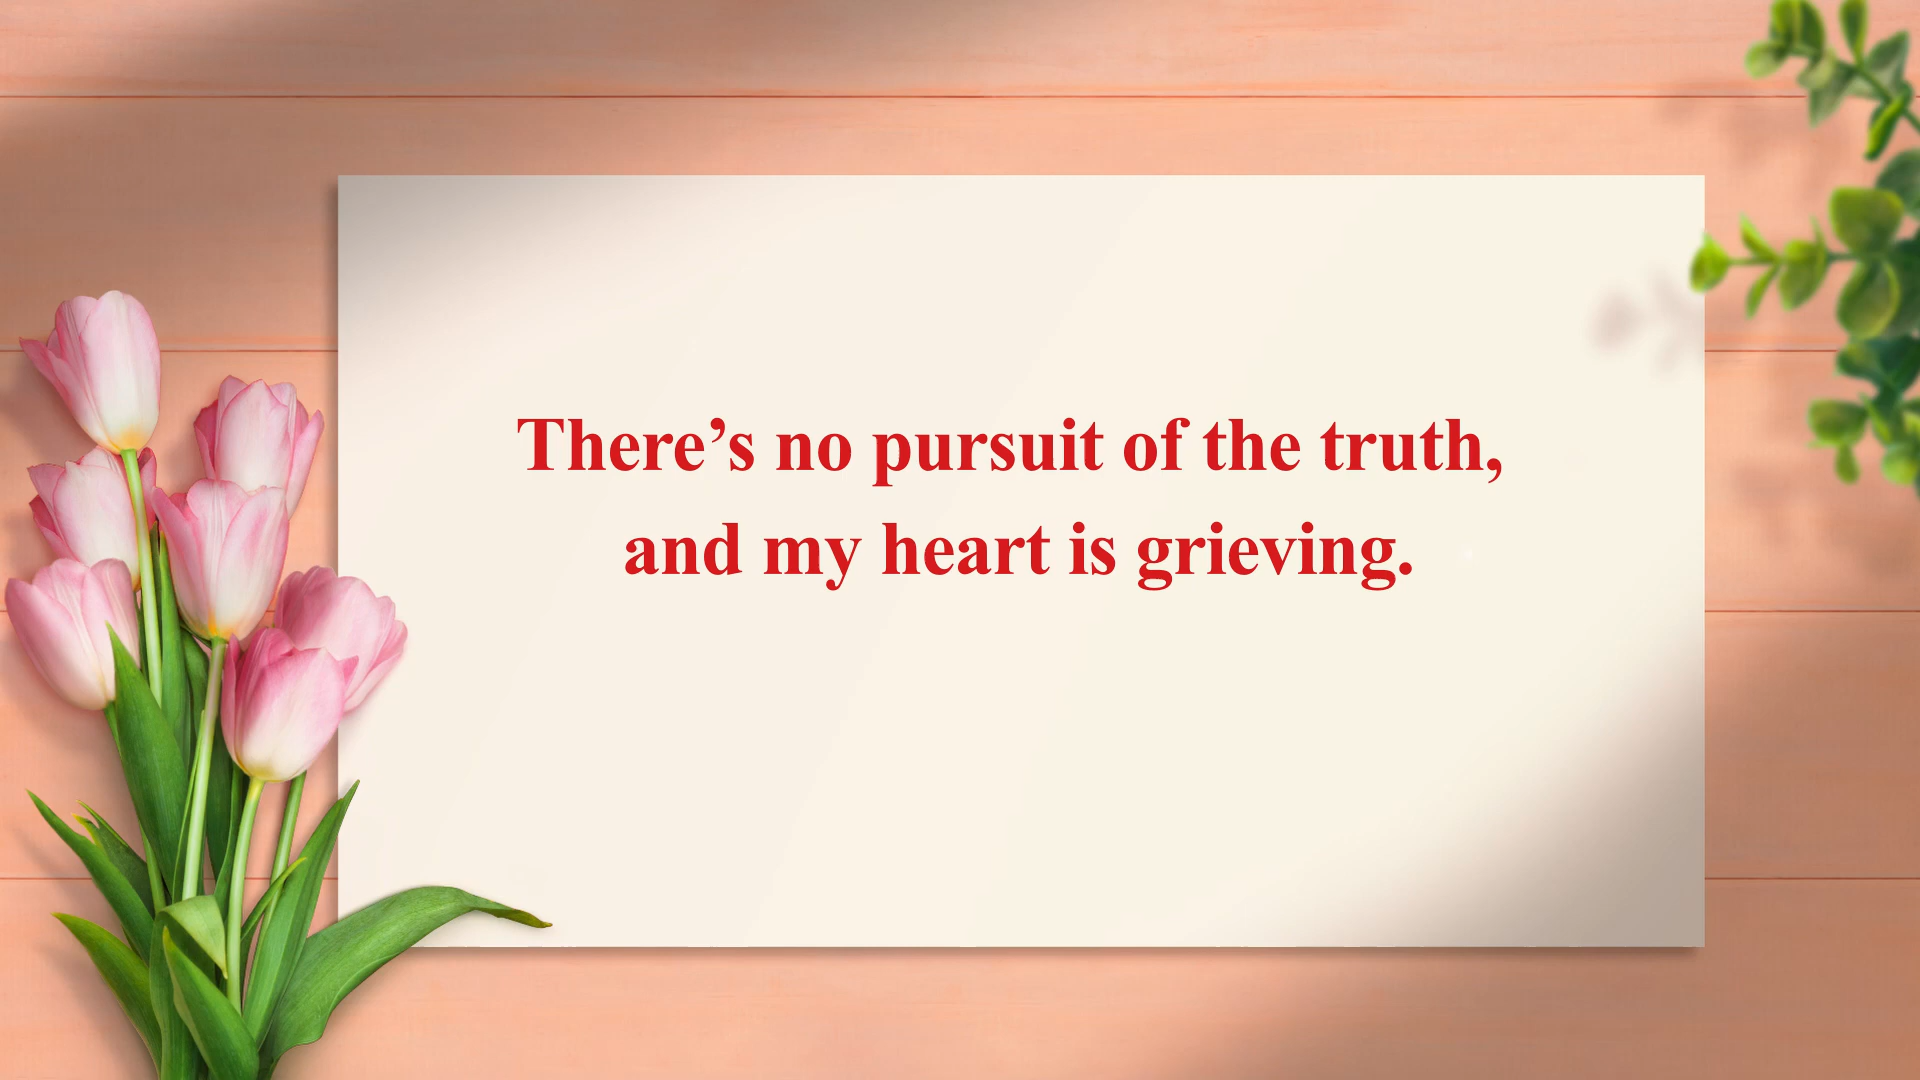 There’s no pursuit of the truth,
and my heart is grieving.